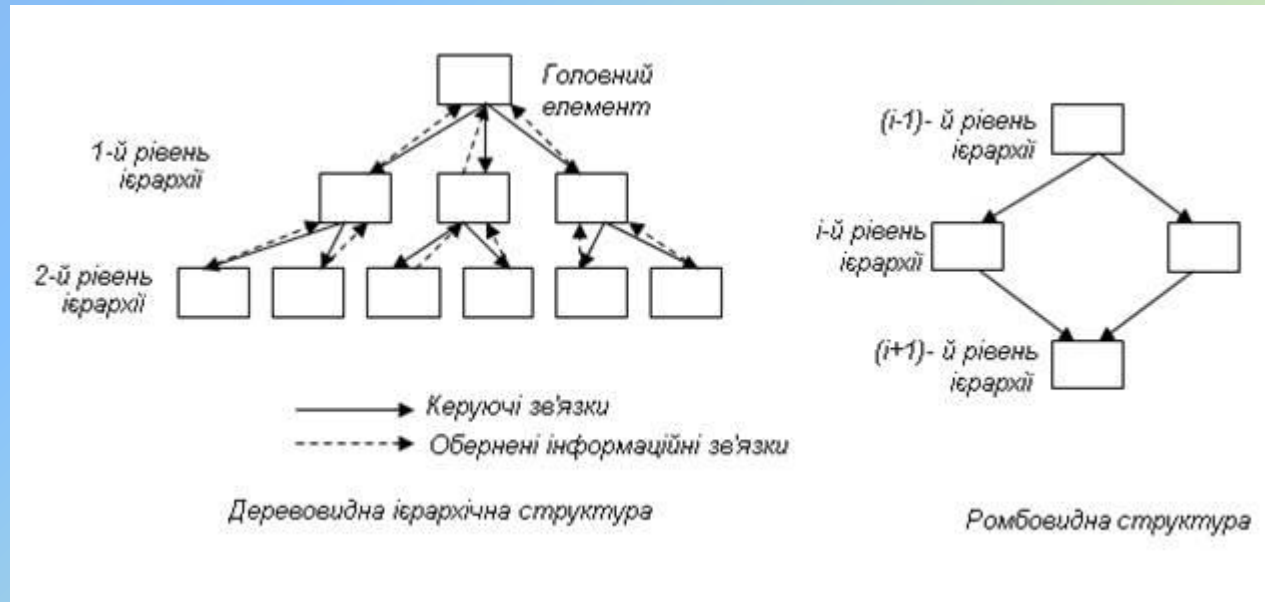 Головний
елемент
1-й рівень
ієрархії
2-й рівень
ієрархії
Керуючі зв'язки
Обернені інформаційні зв'язки
Деревовидна ієрархічна структура
(i-1)- й рівень
ієрархії
i-й рівень
ієрархії
(i+1)- й рівень
ієрархії
Ромбовидна структура